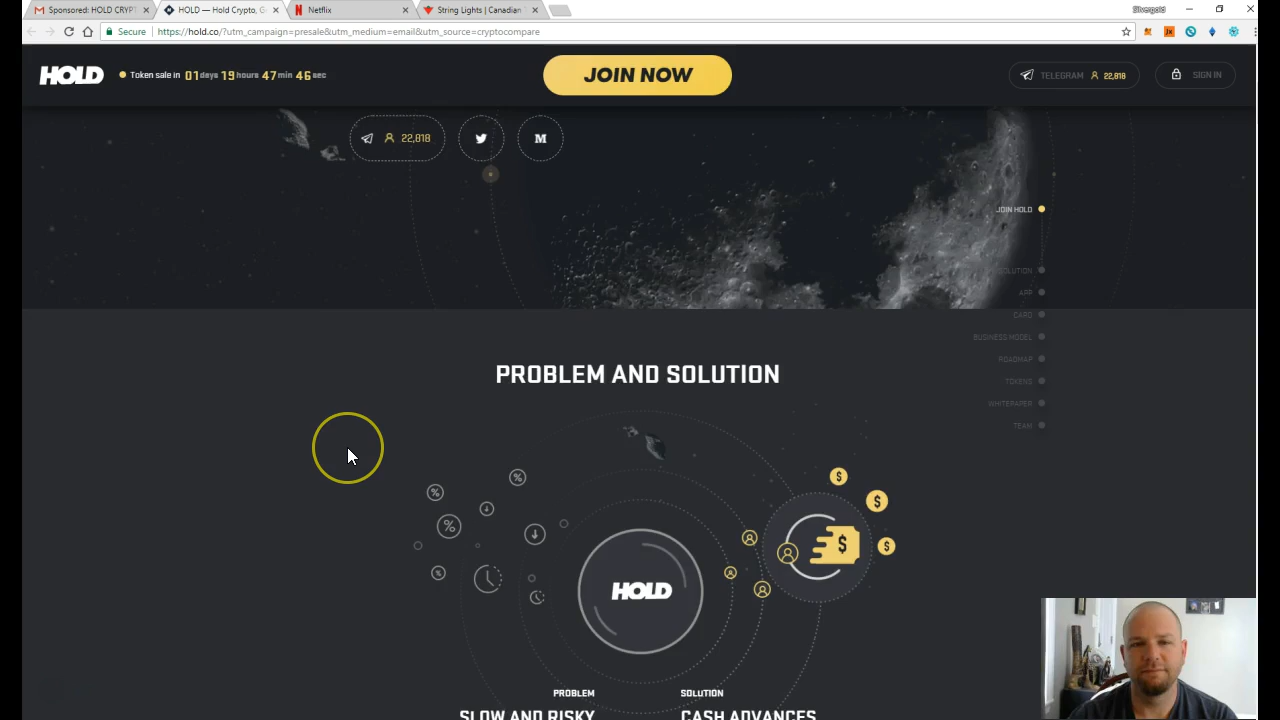 Sponsored: HOLD CRYPT
HOLD — Hold Crypto, G
Netflix
String Lights | Canadian T
Silvergold
Secure
https://hold.co/?utm_campaign=presale&utm_medium=email&utm_source=cryptocompare
HOLD
Token sale in 01 days 19 hours 47 min 46 sec
JOIN NOW
TELEGRAM 22,818
SIGN IN
22,818
JOIN HOLD
SOLUTION
APP
CARD
BUSINESS MODEL
ROADMAP
TOKENS
WHITEPAPER
TEAM
PROBLEM AND SOLUTION
HOLD
PROBLEM
SOLUTION
SLOW AND RISKY
CASH ADVANCES